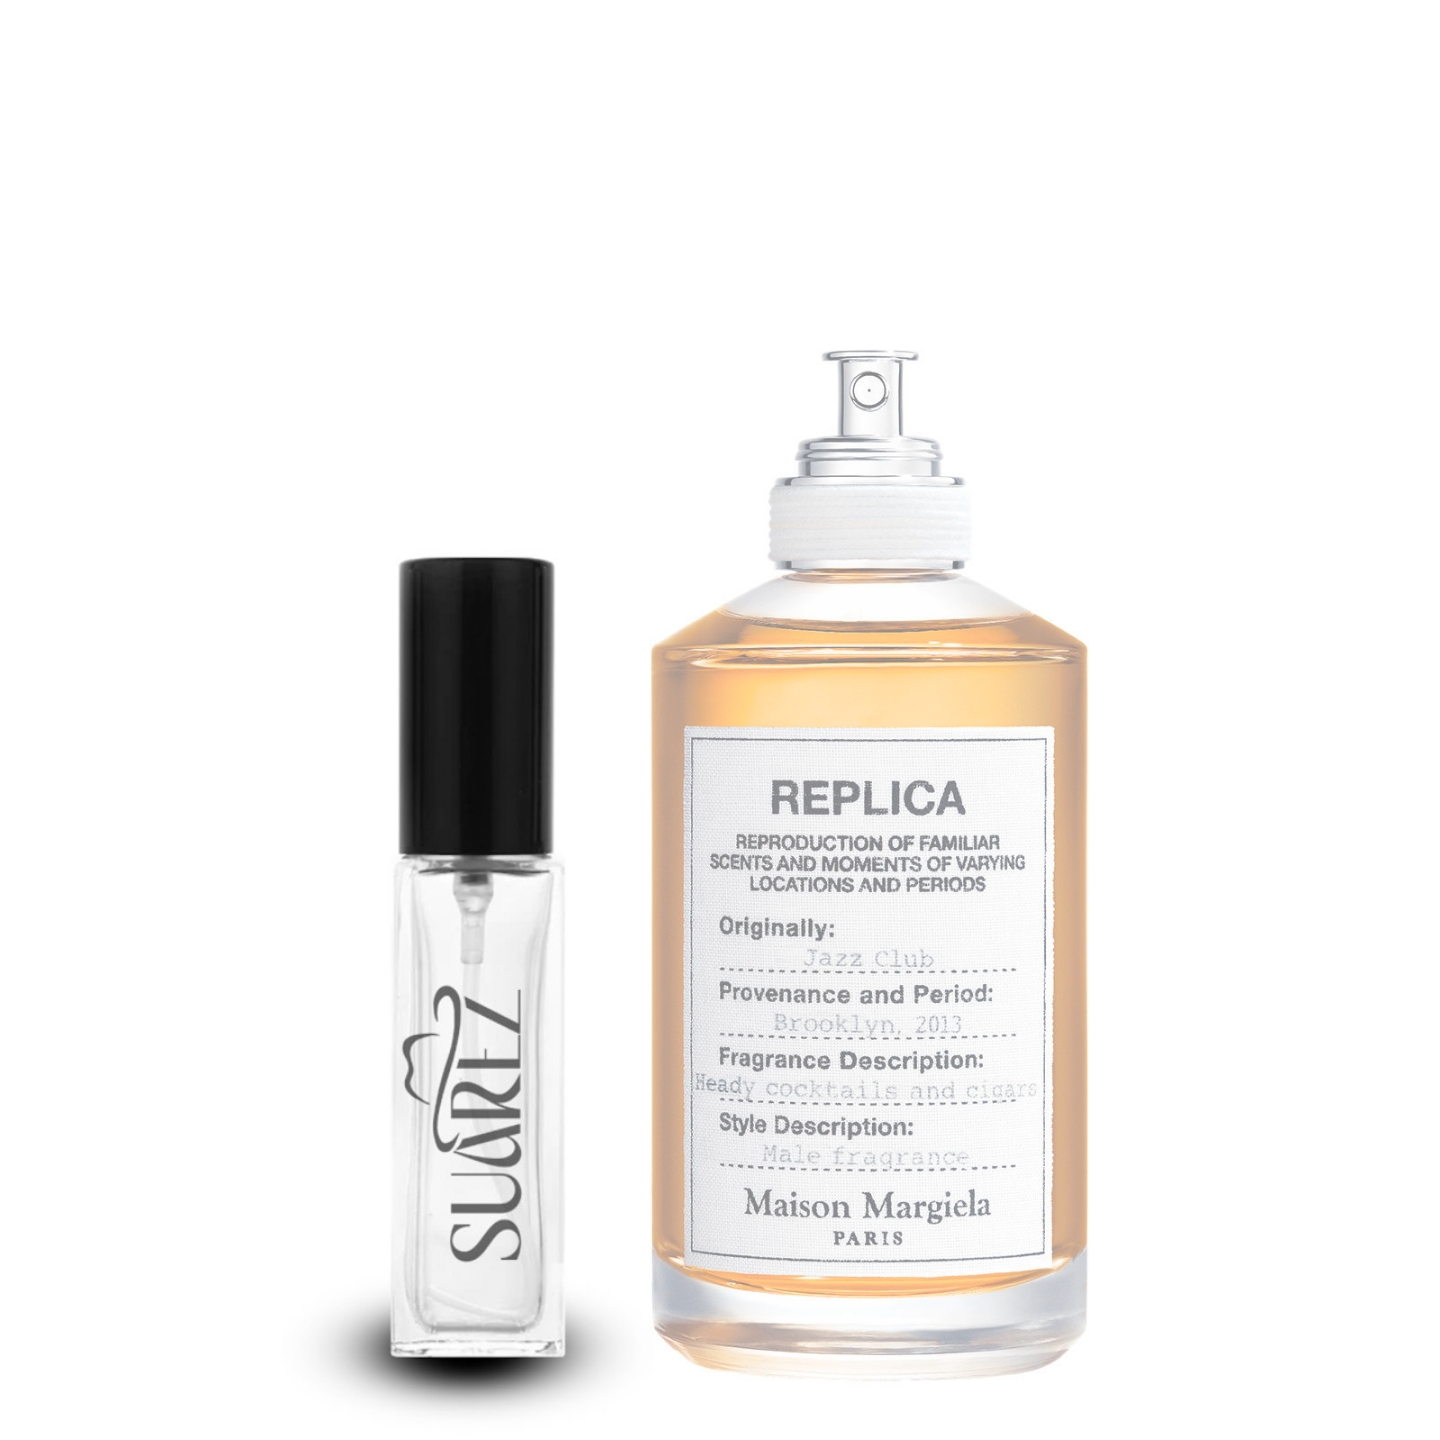 SUAREZ
REPLICA
REPRODUCTION OF FAMILIAR
SCENTS AND MOMENTS OF VARYING
LOCATIONS AND PERIODS
Originally:
Jazz Club
Provenance and Period:
Brooklyn, 2013
Fragrance Description:
Heady cocktails and cigars
Style Description:
Male fragrance
Maison Margiela
PARIS